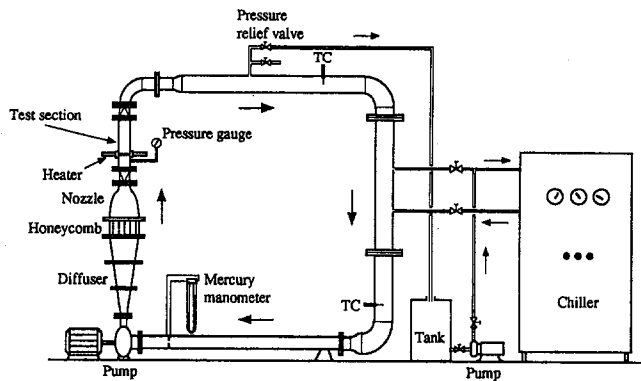 Pressure
relief valve
TC
Test section
Pressure gauge
Heater
Nozzle
Honeycomb
Diffuser
Mercury
manometer
TC
Tank
Chiller
Pump
Pump